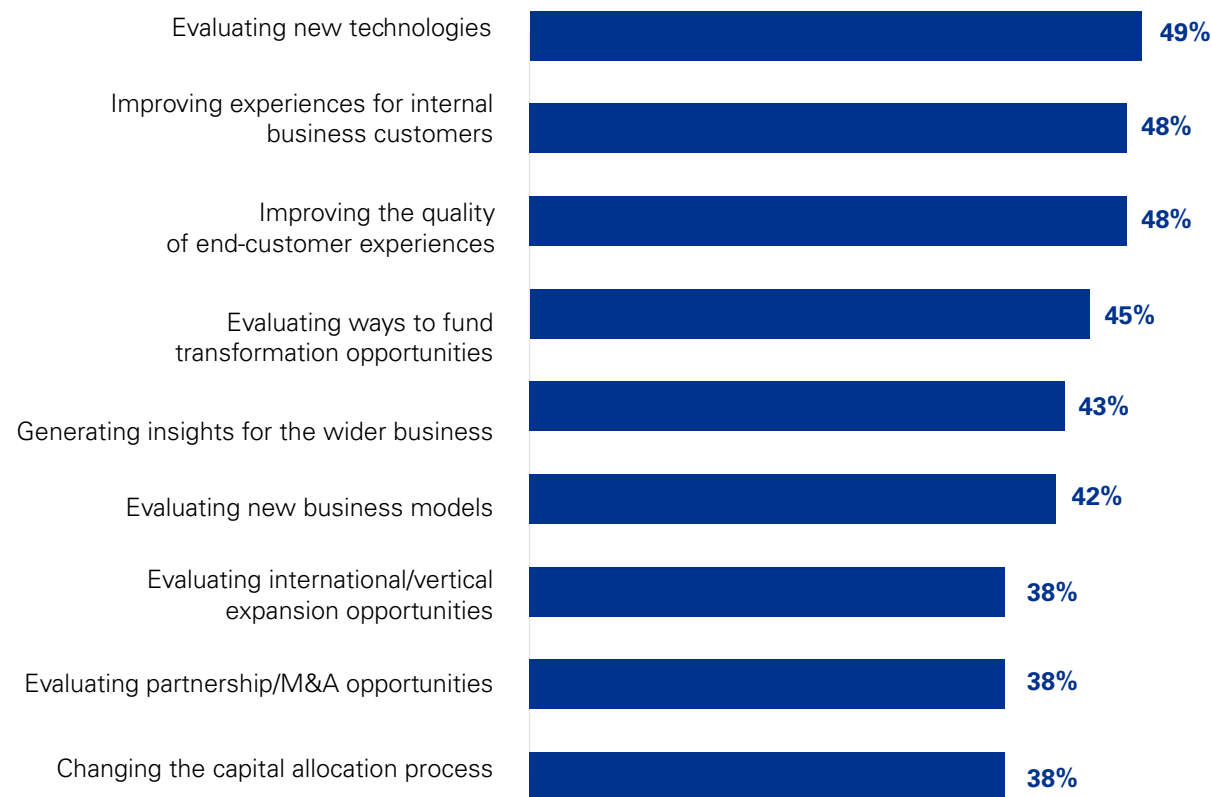 Evaluating new technologies
49%
Improving experiences for internal
business customers
48%
Improving the quality
of end-customer experiences
48%
Evaluating ways to fund
transformation opportunities
45%
Generating insights for the wider business
43%
Evaluating new business models
42%
Evaluating international/vertical
expansion opportunities
38%
Evaluating partnership/M&A opportunities
38%
Changing the capital allocation process
38%